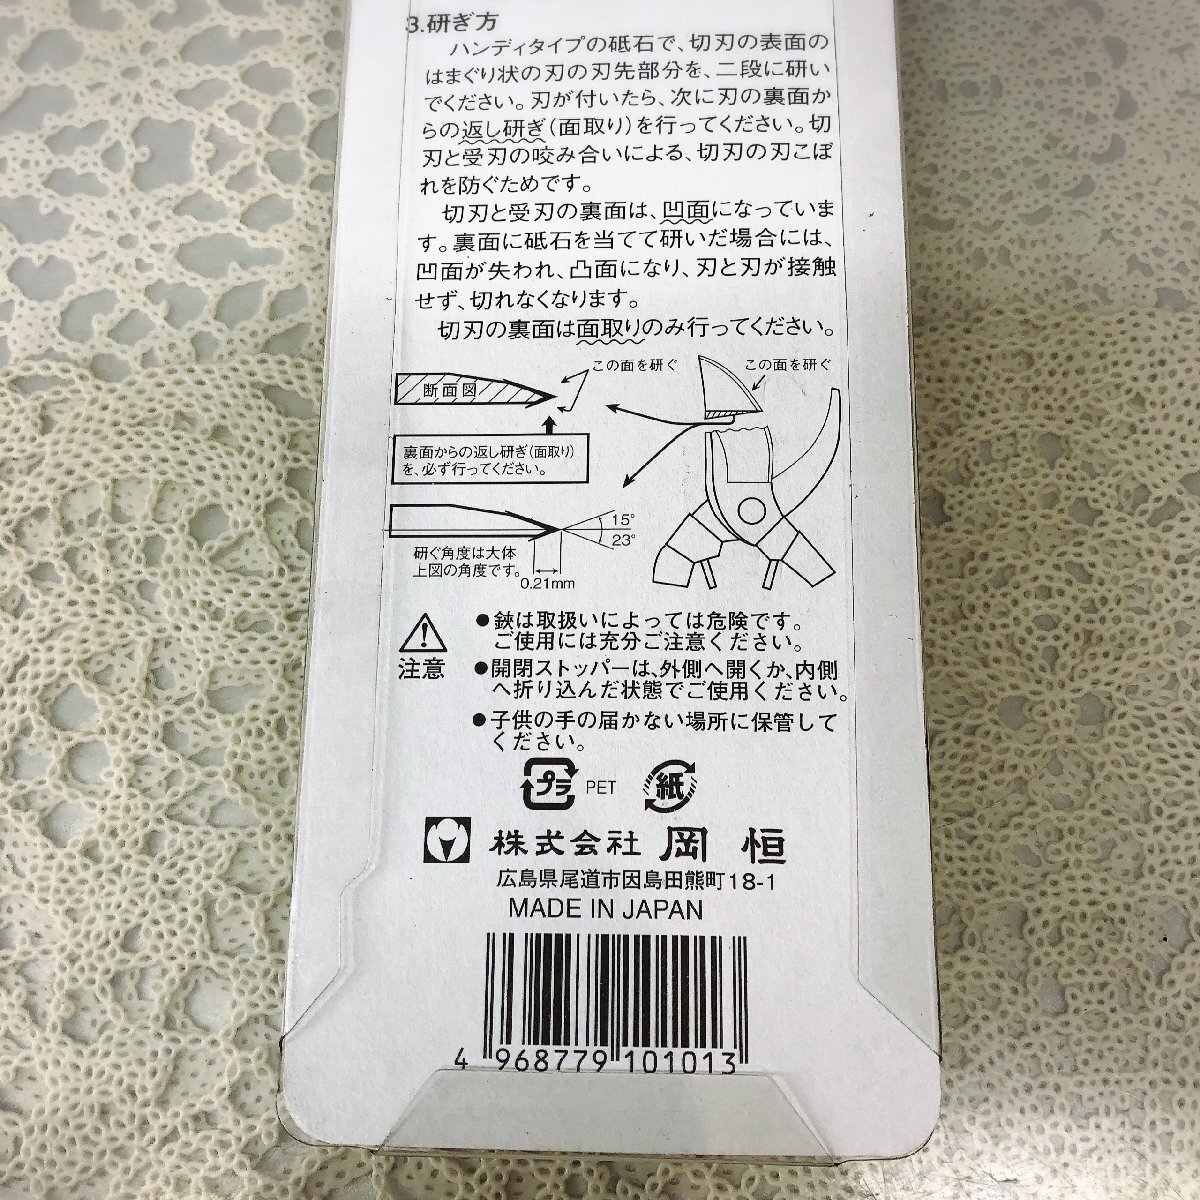 3.研ぎ方
ハンディタイプの砥石で、切刃の表面の
はまぐり状の刃の刃先部分を、二段に研い
でください。刃が付いたら、次に刃の裏面か
らの返し研ぎ(面取り)を行ってください。切
刃と受刃の咬み合いによる、切刃の刃こぼ
れを防ぐためです。
切刃と受刃の裏面は、凹面になっていま
す。裏面に砥石を当てて研いだ場合には、
凹面が失われ、凸面になり、刃と刃が接触
せず、切れなくなります。
切刃の裏面は面取りのみ行ってください。
この面を研ぐ
この面を研ぐ
断面図
裏面からの返し研ぎ(面取り)
を、必ず行ってください。
15°
23°
研ぐ角度は大体
上図の角度です。
0.21mm
注意
●鋏は取扱いによっては危険です。
ご使用には充分ご注意ください。
●開閉ストッパーは、外側へ開くか、内側
へ折り込んだ状態でご使用ください。
●子供の手の届かない場所に保管して
ください。
プラ PET 紙
株式会社 岡恒
広島県尾道市因島田熊町18-1
MADE IN JAPAN
4 968779 101013